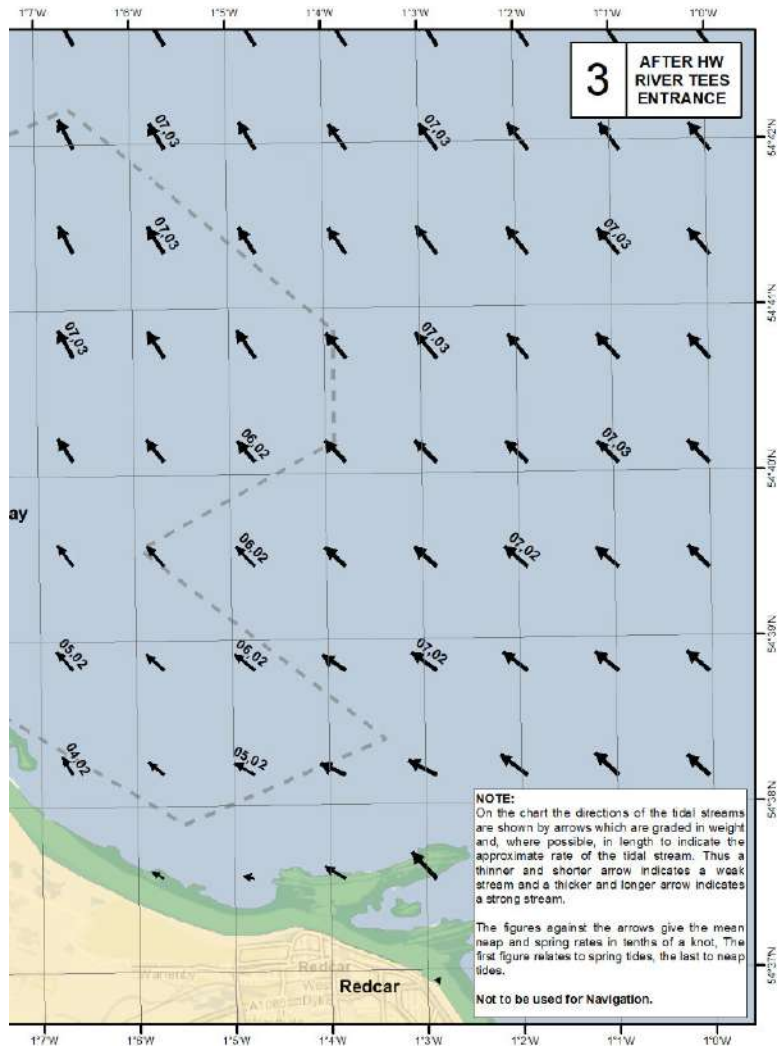 1°7'W 1°6'W 1°5'W 1°4'W 1°3'W 1°2'W 1°1'W 1°0'W
3
AFTER HW
RIVER TEES
ENTRANCE
07,03 07,03 07,03
54°42'N
07,03 07,03
54°41'N
07,03 07,03
06,02 07,03
54°40'N
ay
06,02 07,02
54°39'N
05,02 06,02 07,02
04,02 05,02
54°38'N
NOTE:
On the chart the directions of the tidal streams
are shown by arrows which are graded in weight
and, where possible, in length to indicate the
approximate rate of the tidal stream. Thus a
thinner and shorter arrow indicates a weak
stream and a thicker and longer arrow indicates
a strong stream.
The figures against the arrows give the mean
neap and spring rates in tenths of a knot, The
first figure relates to spring tides, the last to neap
tides.
Not to be used for Navigation.
54°37'N
Warrenby
Redcar
Redcar
1°7'W 1°6'W 1°5'W 1°4'W 1°3'W 1°2'W 1°1'W 1°0'W